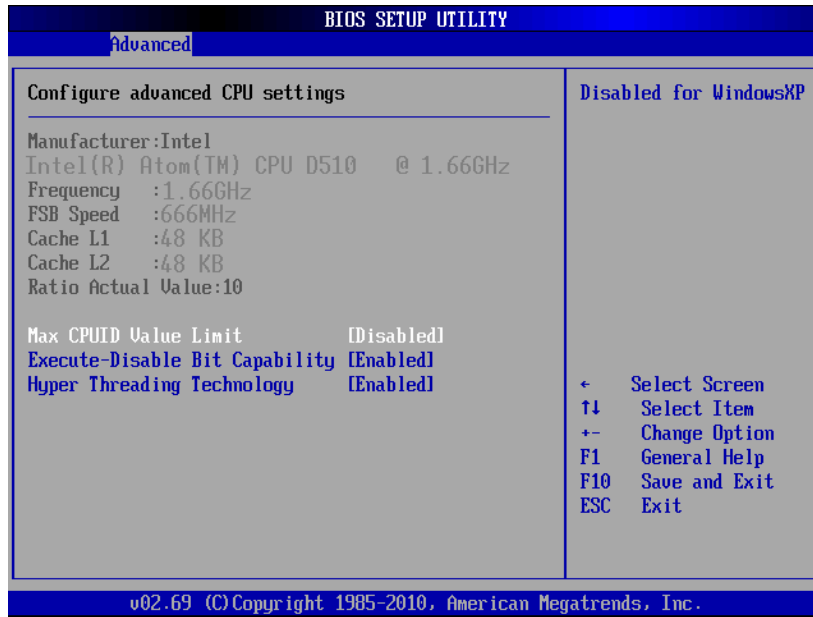 BIOS SETUP UTILITY
Advanced
Configure advanced CPU settings
Manufacturer:Intel
Intel(R) Atom(TM) CPU D510 @ 1.66GHz
Frequency :1.66GHz
FSB Speed :666MHz
Cache L1 :48 KB
Cache L2 :48 KB
Ratio Actual Value:10
Max CPUID Value Limit [Disabled]
Execute-Disable Bit Capability [Enabled]
Hyper Threading Technology [Enabled]
Disabled for WindowsXP
← Select Screen
↑↓ Select Item
+- Change Option
F1 General Help
F10 Save and Exit
ESC Exit
v02.69 (C)Copyright 1985-2010, American Megatrends, Inc.